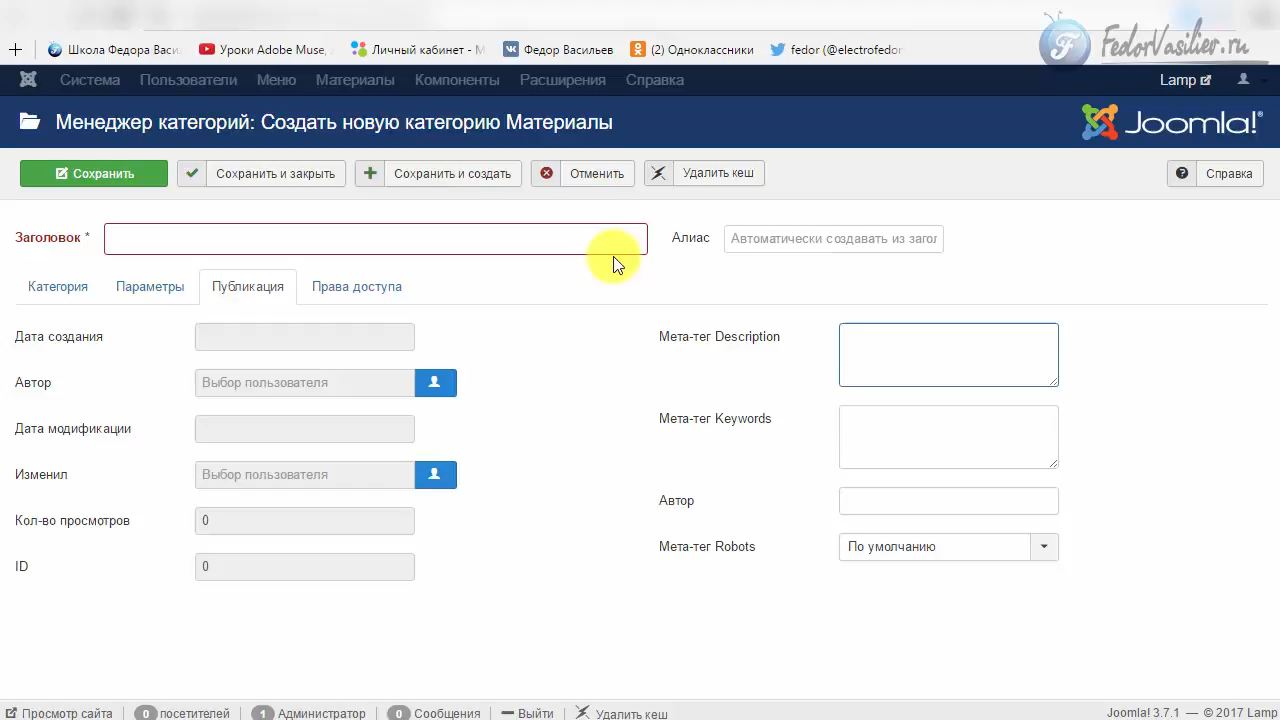 Школа Федора Васил
Уроки Adobe Muse,
Личный кабинет - М
Федор Васильев
(2) Одноклассники
fedor (@electrofedor
FedorVasiliev.ru
Система Пользователи Меню Материалы Компоненты Расширения Справка Lamp
Менеджер категорий: Создать новую категорию Материалы
Joomla!®
Сохранить Сохранить и закрыть Сохранить и создать Отменить Удалить кеш Справка
Заголовок * Алиас Автоматически создавать из загол
Категория Параметры Публикация Права доступа
Дата создания Мета-тег Description
Автор Выбор пользователя
Дата модификации Мета-тег Keywords
Изменил Выбор пользователя
Кол-во просмотров 0 Автор
ID 0 Мета-тег Robots По умолчанию
Просмотр сайта 0 посетителей 1 Администратор 0 Сообщения Выйти Удалить кеш Joomla! 3.7.1 — © 2017 Lamp